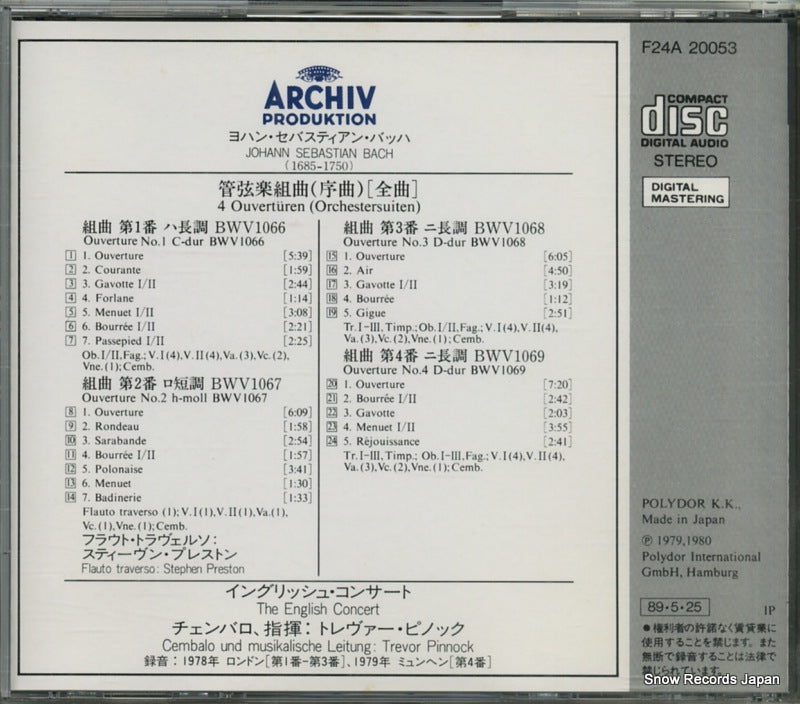 ARCHIV
PRODUKTION
ヨハン・セバスティアン・バッハ
JOHANN SEBASTIAN BACH
(1685-1750)
管弦楽組曲(序曲)[全曲]
4 Ouvertüren (Orchestersuiten)
組曲 第1番 ハ長調 BWV1066
Ouverture No.1 C-dur BWV1066
1 1. Ouverture [5:39]
2 2. Courante [1:59]
3 3. Gavotte I/II [2:44]
4 4. Forlane [1:14]
5 5. Menuet I/II [3:08]
6 6. Bourrée I/II [2:21]
7 7. Passepied I/II [2:25]
Ob.I/II,Fag.; V.I(4),V.II(4),Va.(3),Vc.(2),
Vne.(1);Cemb.
組曲 第2番 ロ短調 BWV1067
Ouverture No.2 h-moll BWV1067
8 1. Ouverture [6:09]
9 2. Rondeau [1:58]
10 3. Sarabande [2:54]
11 4. Bourrée I/II [1:57]
12 5. Polonaise [3:41]
13 6. Menuet [1:30]
14 7. Badinerie [1:33]
Flauto traverso (1); V.I(1),V.II(1),Va.(1),
Vc.(1),Vne.(1); Cemb.
フラウト・トラヴェルソ:
スティーヴン・プレストン
Flauto traverso: Stephen Preston
組曲 第3番 ニ長調 BWV1068
Ouverture No.3 D-dur BWV1068
15 1. Ouverture [6:05]
16 2. Air [4:50]
17 3. Gavotte I/II [3:19]
18 4. Bourrée [1:12]
19 5. Gigue [2:51]
Tr.I-III,Timp.;Ob.I/II,Fag.; V.I(4),V.II(4),
Va.(3),Vc.(2),Vne.(1); Cemb.
組曲 第4番 ニ長調 BWV1069
Ouverture No.4 D-dur BWV1069
20 1. Ouverture [7:20]
21 2. Bourrée I/II [2:42]
22 3. Gavotte [2:03]
23 4. Menuet I/II [3:55]
24 5. Réjouissance [2:41]
Tr.I-III,Timp.; Ob.I-III,Fag.; V.I(4),V.II(4),
Va.(3),Vc.(2),Vne.(1); Cemb.
イングリッシュ・コンサート
The English Concert
チェンバロ、指揮: トレヴァー・ピノック
Cembalo und musikalische Leitung: Trevor Pinnock
録音: 1978年 ロンドン[第1番-第3番]、1979年 ミュンヘン[第4番]
F24A 20053
COMPACT
disc
DIGITAL AUDIO
STEREO
DIGITAL
MASTERING
POLYDOR K.K.,
Made in Japan
Ⓟ 1979,1980
Polydor International
GmbH, Hamburg
89・5・25
1P
●権利者の許諾なく賃貸業に
使用することを禁じます。また
無断で録音することは法律で
禁じられています。
Snow Records Japan